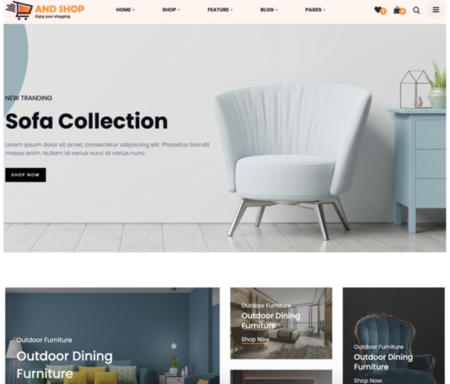 AND SHOP
Enjoy your shopping
HOME
SHOP
FEATURE
BLOG
PAGES
NEW TRANDING
Sofa Collection
Lorem ipsum dolor sit amet, consectetur adipiscing elit. Phasellus blandit
massa enim. Nullam id varius nunc id varius nunc.
SHOP NOW
Outdoor Furniture
Outdoor Dining
Furniture
Outdoor Furniture
Outdoor Dining
Furniture
Shop Now
Outdoor Furniture
Outdoor Dining
Furniture
Shop Now